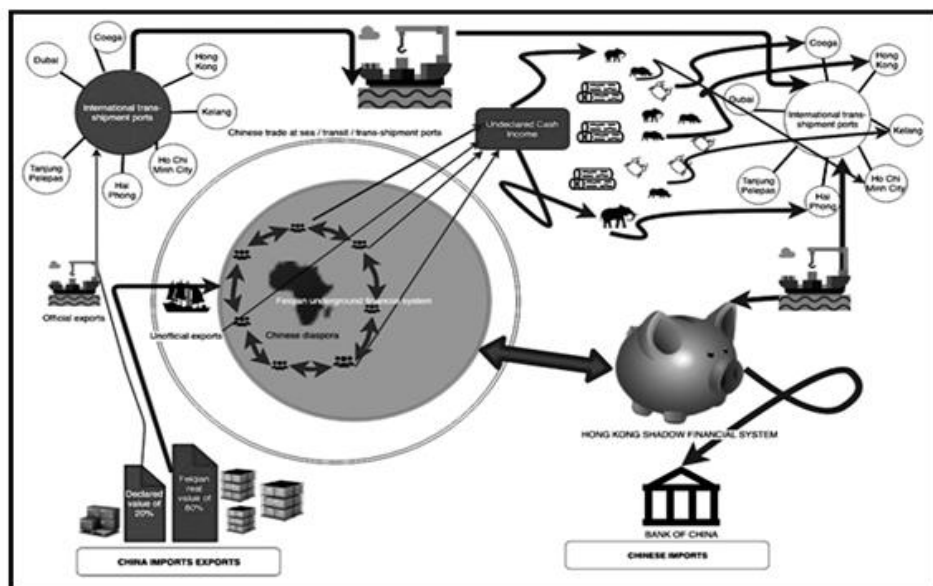 Coega
Dubai
Hong
Kong
International trans-
shipment ports
Kelang
Tanjung
Pelepas
Hai
Phong
Ho Chi
Minh City
Chinese trade at sea / transit / trans-shipment ports
Undeclared Cash
Income
Coega
Hong
Kong
Dubai
International trans-
shipment ports
Kelang
Tanjung
Pelepas
Hai
Phong
Ho Chi
Minh City
Official exports
Unofficial exports
Feiqian underground financial system
Chinese diaspora
Declared
value of
20%
Feiqian
real
value of
80%
CHINA IMPORTS EXPORTS
HONG KONG SHADOW FINANCIAL SYSTEM
BANK OF CHINA
CHINESE IMPORTS